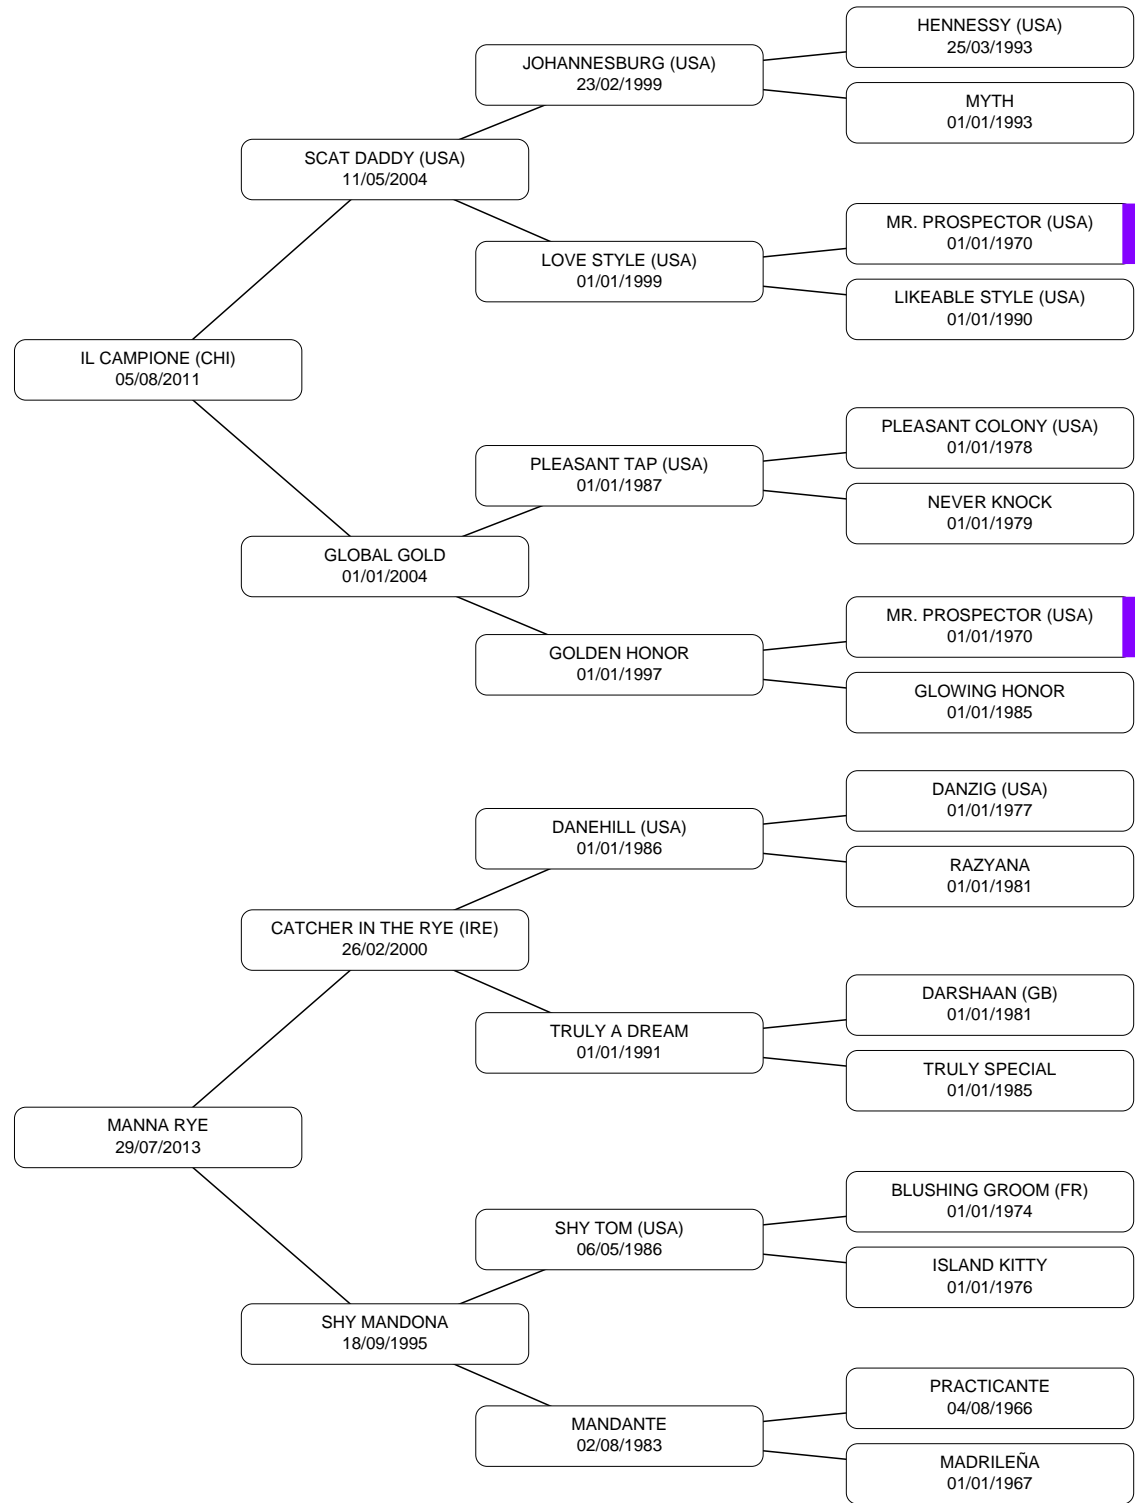 HENNESSY (USA)
25/03/1993
JOHANNESBURG (USA)
23/02/1999
MYTH
01/01/1993
SCAT DADDY (USA)
11/05/2004
MR. PROSPECTOR (USA)
01/01/1970
LOVE STYLE (USA)
01/01/1999
LIKEABLE STYLE (USA)
01/01/1990
IL CAMPIONE (CHI)
05/08/2011
PLEASANT COLONY (USA)
01/01/1978
PLEASANT TAP (USA)
01/01/1987
NEVER KNOCK
01/01/1979
GLOBAL GOLD
01/01/2004
MR. PROSPECTOR (USA)
01/01/1970
GOLDEN HONOR
01/01/1997
GLOWING HONOR
01/01/1985
DANZIG (USA)
01/01/1977
DANEHILL (USA)
01/01/1986
RAZYANA
01/01/1981
CATCHER IN THE RYE (IRE)
26/02/2000
DARSHAAN (GB)
01/01/1981
TRULY A DREAM
01/01/1991
TRULY SPECIAL
01/01/1985
MANNA RYE
29/07/2013
BLUSHING GROOM (FR)
01/01/1974
SHY TOM (USA)
06/05/1986
ISLAND KITTY
01/01/1976
SHY MANDONA
18/09/1995
PRACTICANTE
04/08/1966
MANDANTE
02/08/1983
MADRILEÑA
01/01/1967